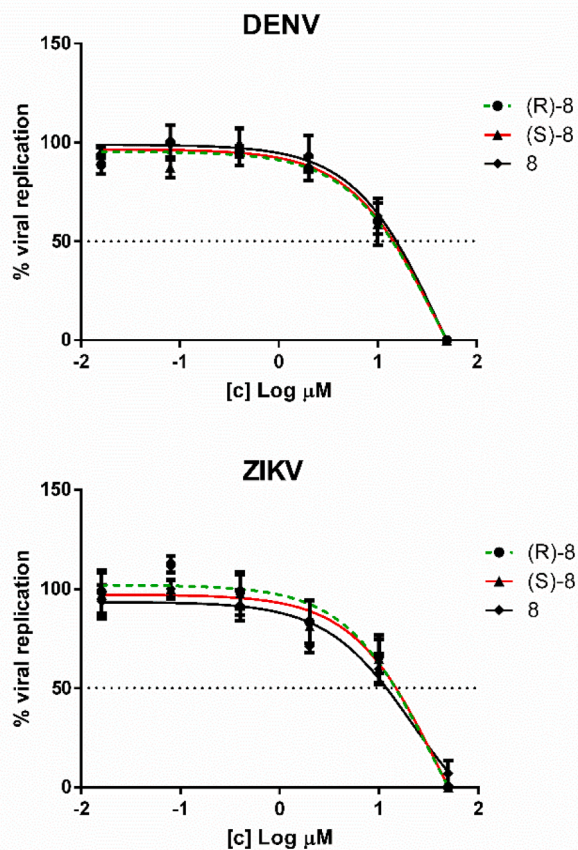 DENV
150
100
50
0
% viral replication
-2 -1 0 1 2
[c] Log μM
(R)-8
(S)-8
8
ZIKV
150
100
50
0
% viral replication
-2 -1 0 1 2
[c] Log μM
(R)-8
(S)-8
8